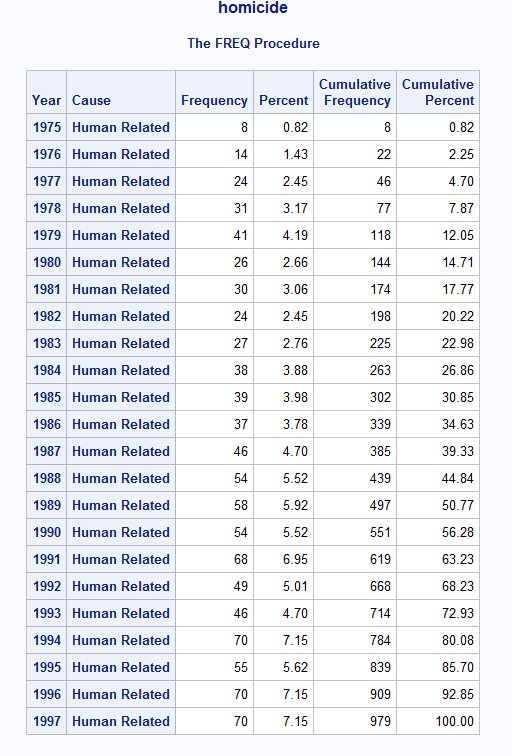 homicide
The FREQ Procedure
Year Cause Frequency Percent Cumulative Frequency Cumulative Percent
1975 Human Related 8 0.82 8 0.82
1976 Human Related 14 1.43 22 2.25
1977 Human Related 24 2.45 46 4.70
1978 Human Related 31 3.17 77 7.87
1979 Human Related 41 4.19 118 12.05
1980 Human Related 26 2.66 144 14.71
1981 Human Related 30 3.06 174 17.77
1982 Human Related 24 2.45 198 20.22
1983 Human Related 27 2.76 225 22.98
1984 Human Related 38 3.88 263 26.86
1985 Human Related 39 3.98 302 30.85
1986 Human Related 37 3.78 339 34.63
1987 Human Related 46 4.70 385 39.33
1988 Human Related 54 5.52 439 44.84
1989 Human Related 58 5.92 497 50.77
1990 Human Related 54 5.52 551 56.28
1991 Human Related 68 6.95 619 63.23
1992 Human Related 49 5.01 668 68.23
1993 Human Related 46 4.70 714 72.93
1994 Human Related 70 7.15 784 80.08
1995 Human Related 55 5.62 839 85.70
1996 Human Related 70 7.15 909 92.85
1997 Human Related 70 7.15 979 100.00